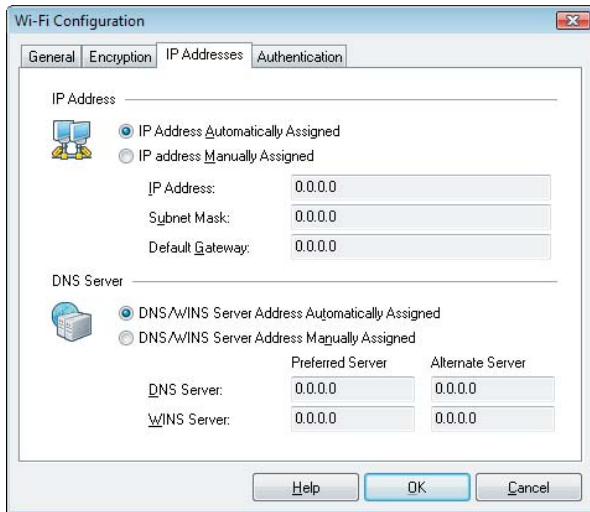 Wi-Fi Configuration
General Encryption IP Addresses Authentication
IP Address
IP Address Automatically Assigned
IP address Manually Assigned
IP Address: 0.0.0.0
Subnet Mask: 0.0.0.0
Default Gateway: 0.0.0.0
DNS Server
DNS/WINS Server Address Automatically Assigned
DNS/WINS Server Address Manually Assigned
Preferred Server Alternate Server
DNS Server: 0.0.0.0 0.0.0.0
WINS Server: 0.0.0.0 0.0.0.0
Help OK Cancel